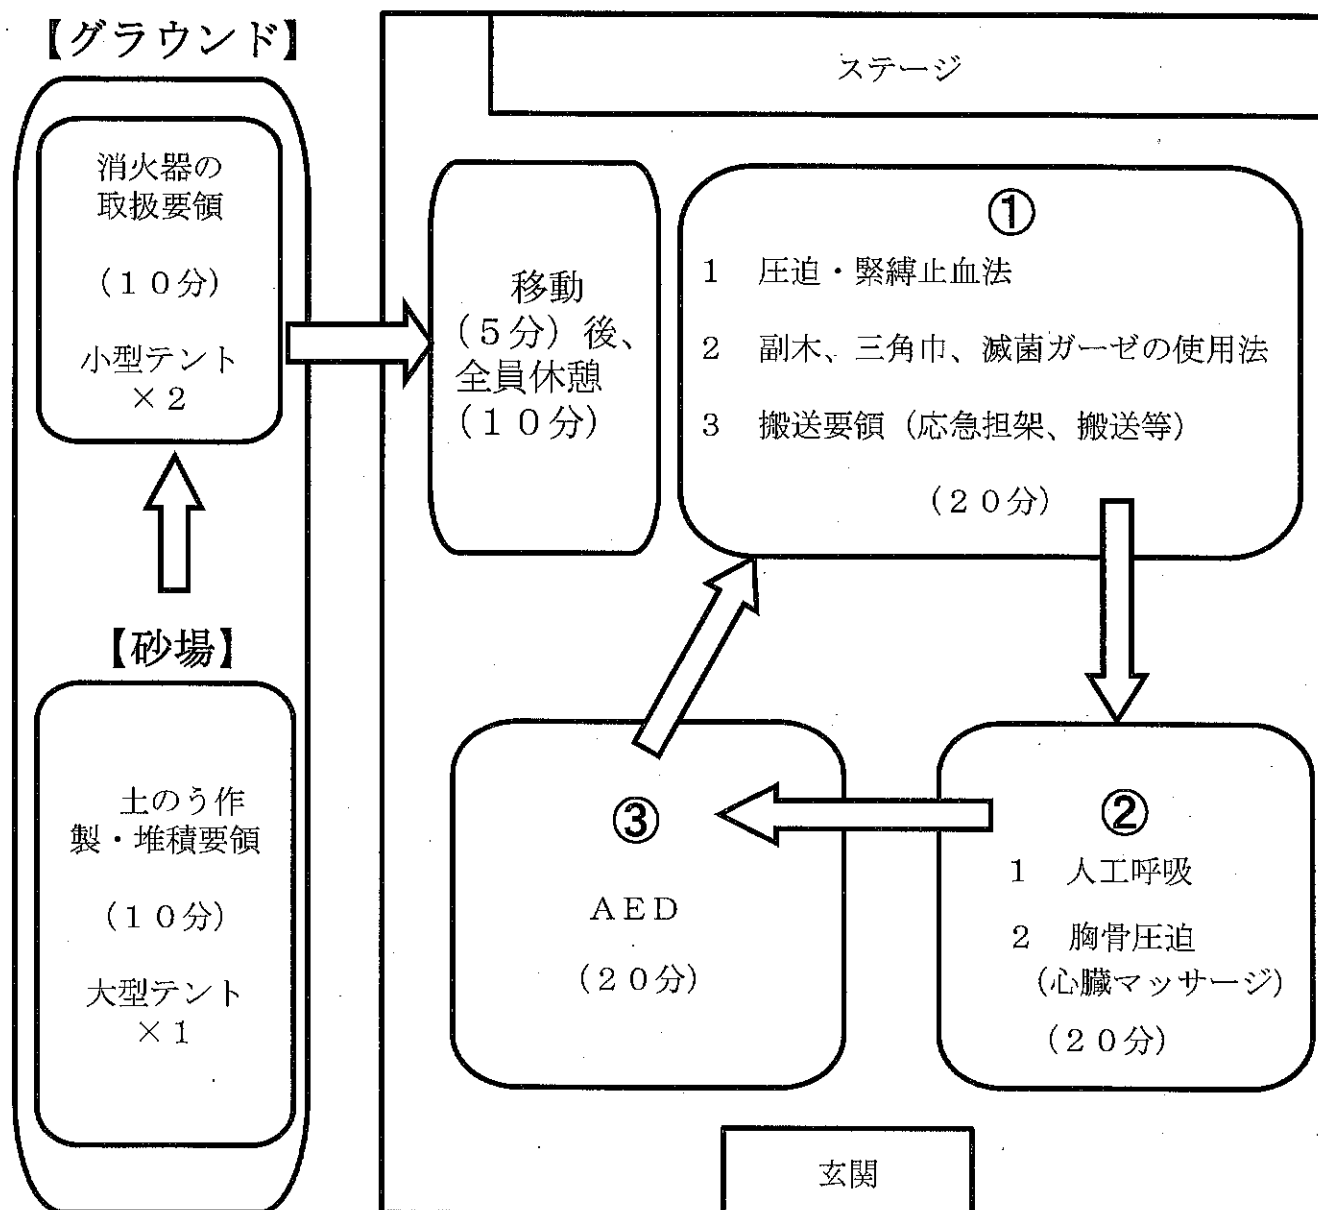 【グラウンド】
消火器の
取扱要領
(10分)
小型テント
×2
【砂場】
土のう作
製・堆積要領
(10分)
大型テント
×1
ステージ
移動
(5分)後、
全員休憩
(10分)
①
1 圧迫・緊縛止血法
2 副木、三角巾、滅菌ガーゼの使用法
3 搬送要領(応急担架、搬送等)
(20分)
②
1 人工呼吸
2 胸骨圧迫
(心臓マッサージ)
(20分)
③
AED
(20分)
玄関